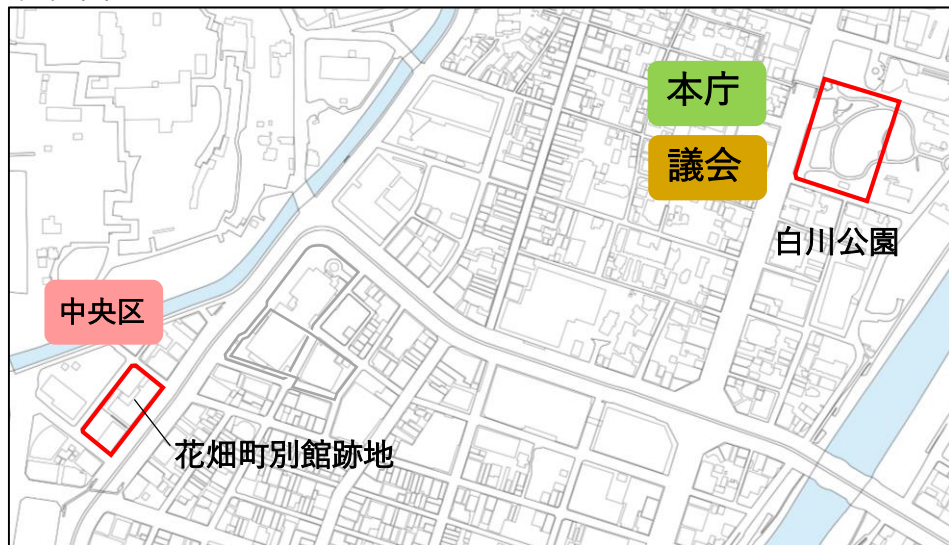 本庁
議会
白川公園
中央区
花畑町別館跡地